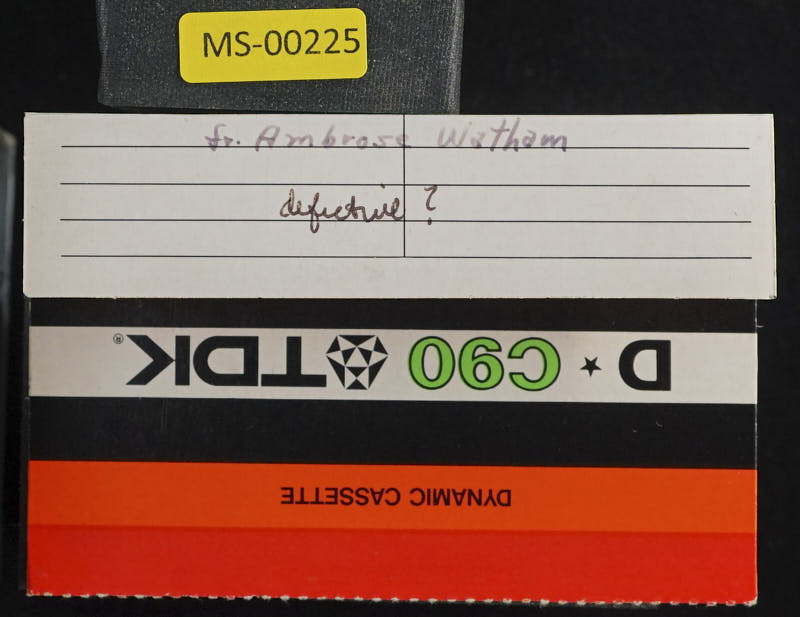 MS-00225
fr. Ambrose Watham
defective ?
D ★ C90 TDK®
DYNAMIC CASSETTE